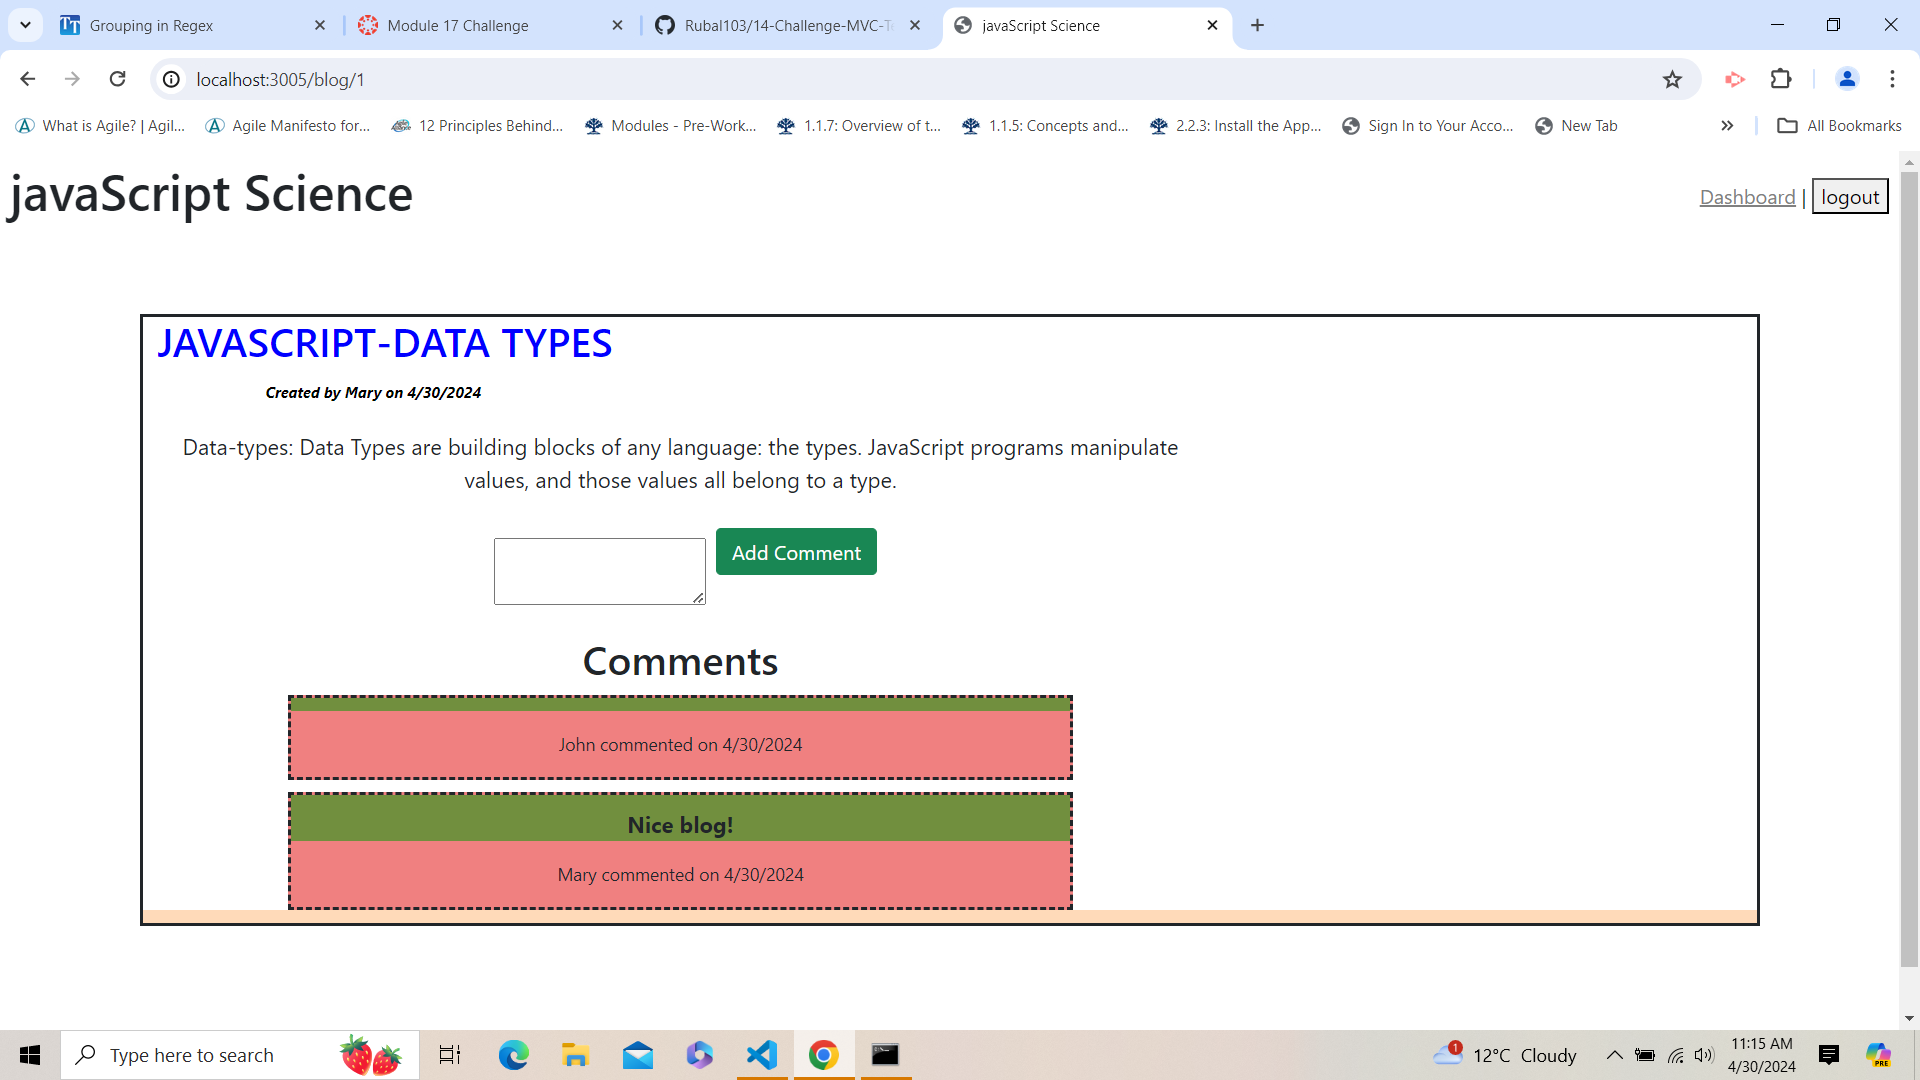 Grouping in Regex
Module 17 Challenge
Rubal103/14-Challenge-MVC-Te
javaScript Science
localhost:3005/blog/1
What is Agile? | Agil...
Agile Manifesto for...
12 Principles Behind...
Modules - Pre-Work...
1.1.7: Overview of t...
1.1.5: Concepts and...
2.2.3: Install the App...
Sign In to Your Acco...
New Tab
All Bookmarks
javaScript Science
Dashboard | logout
JAVASCRIPT-DATA TYPES
Created by Mary on 4/30/2024
Data-types: Data Types are building blocks of any language: the types. JavaScript programs manipulate
values, and those values all belong to a type.
Add Comment
Comments
John commented on 4/30/2024
Nice blog!
Mary commented on 4/30/2024
Type here to search
1
12°C Cloudy
11:15 AM
4/30/2024
PRE